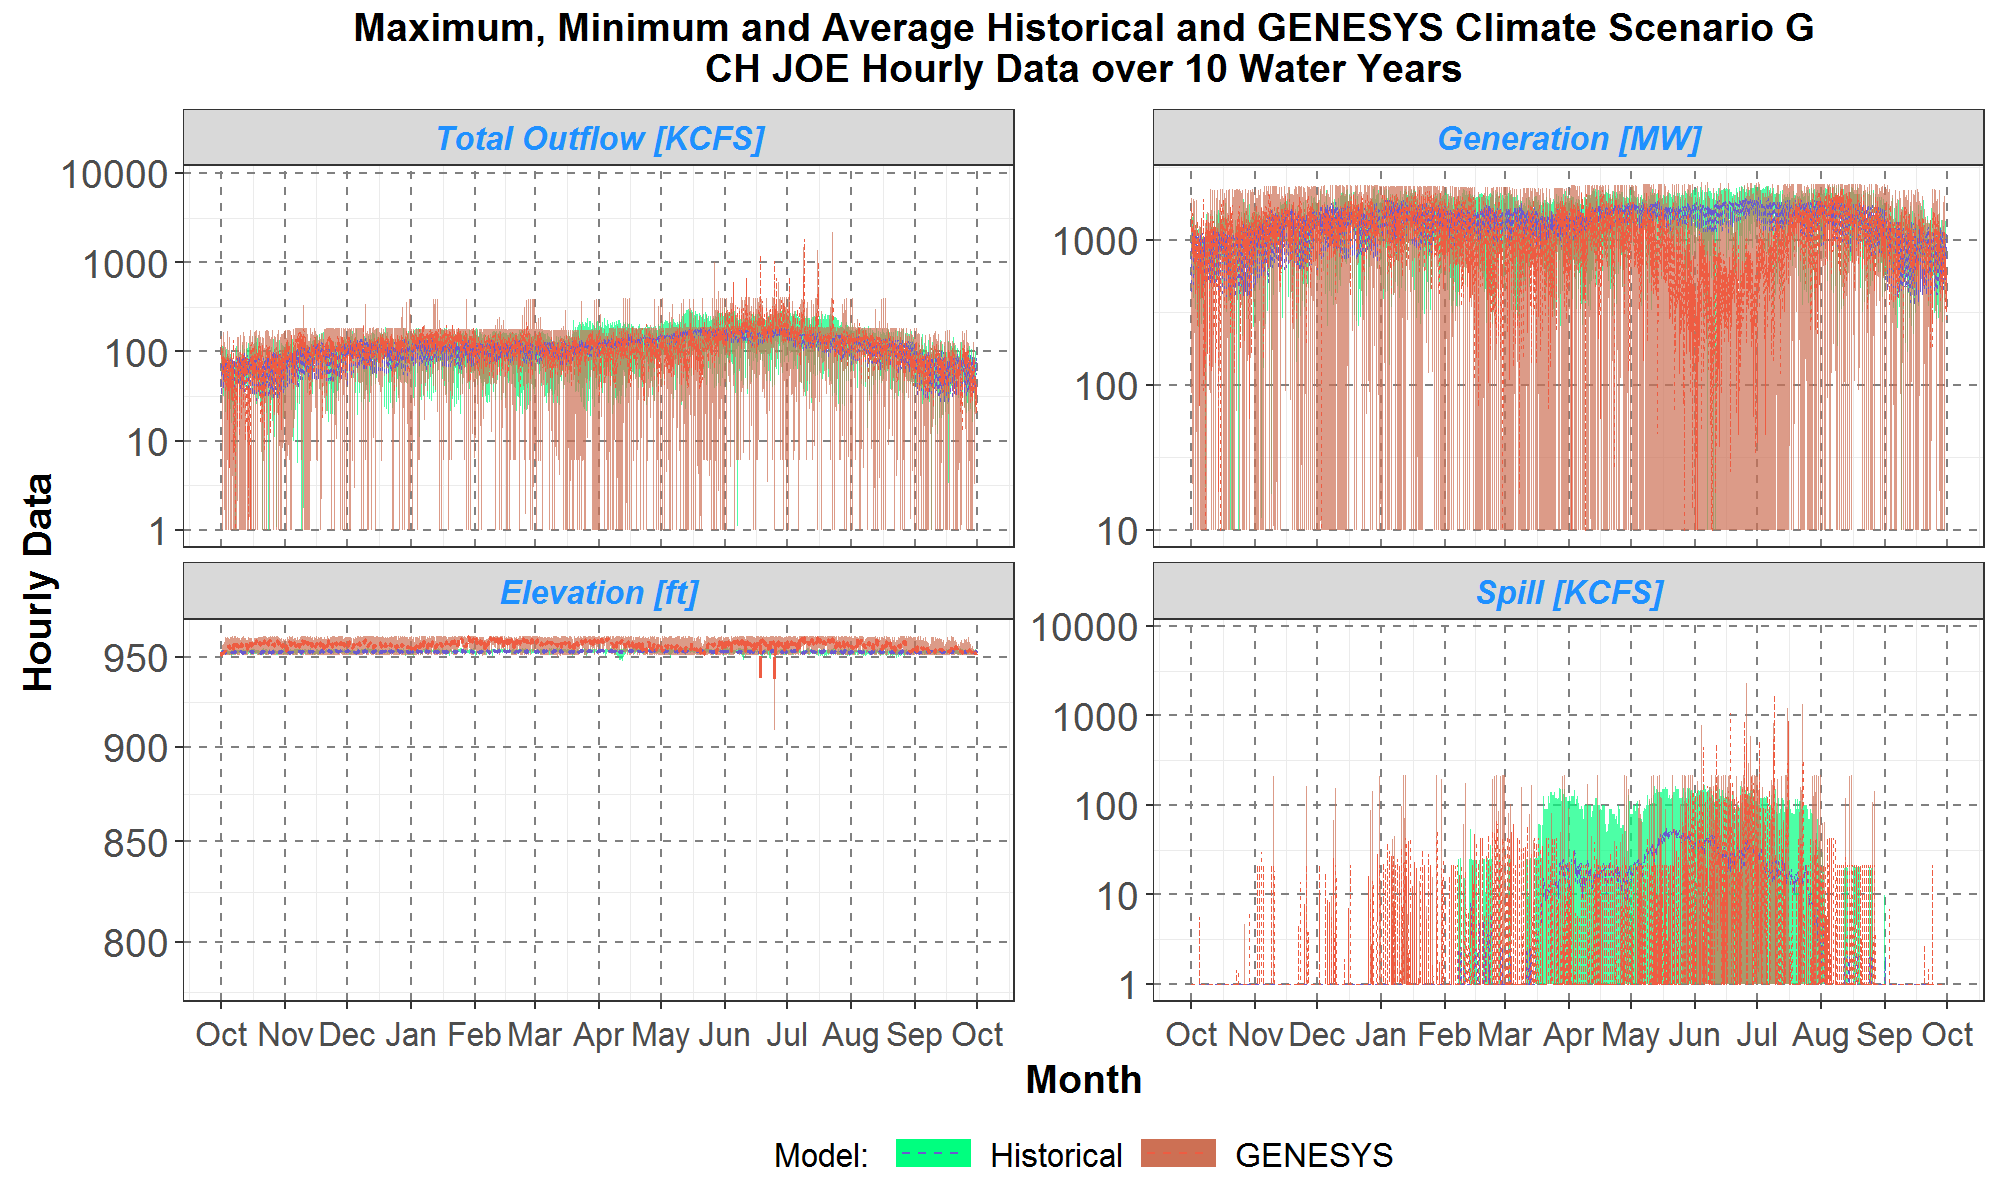 Maximum, Minimum and Average Historical and GENESYS Climate Scenario G
CH JOE Hourly Data over 10 Water Years
Total Outflow [KCFS]
10000
1000
100
10
1
Generation [MW]
1000
100
10
Hourly Data
Elevation [ft]
950
900
850
800
Oct Nov Dec Jan Feb Mar Apr May Jun Jul Aug Sep Oct
Spill [KCFS]
10000
1000
100
10
1
Oct Nov Dec Jan Feb Mar Apr May Jun Jul Aug Sep Oct
Month
Model: Historical GENESYS